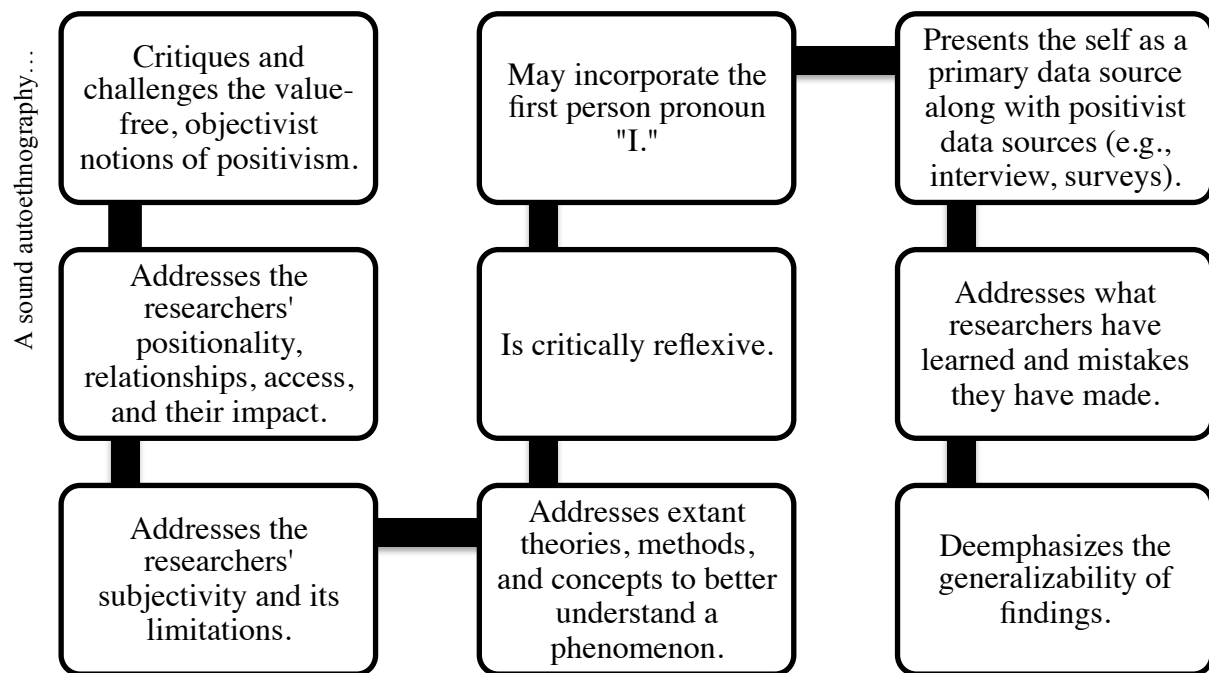 A sound autoethnography…
Critiques and
challenges the value-
free, objectivist
notions of positivism.
Addresses the
researchers'
positionality,
relationships, access,
and their impact.
Addresses the
researchers'
subjectivity and its
limitations.
Addresses extant
theories, methods,
and concepts to better
understand a
phenomenon.
Is critically reflexive.
May incorporate the
first person pronoun
"I."
Presents the self as a
primary data source
along with positivist
data sources (e.g.,
interview, surveys).
Addresses what
researchers have
learned and mistakes
they have made.
Deemphasizes the
generalizability of
findings.